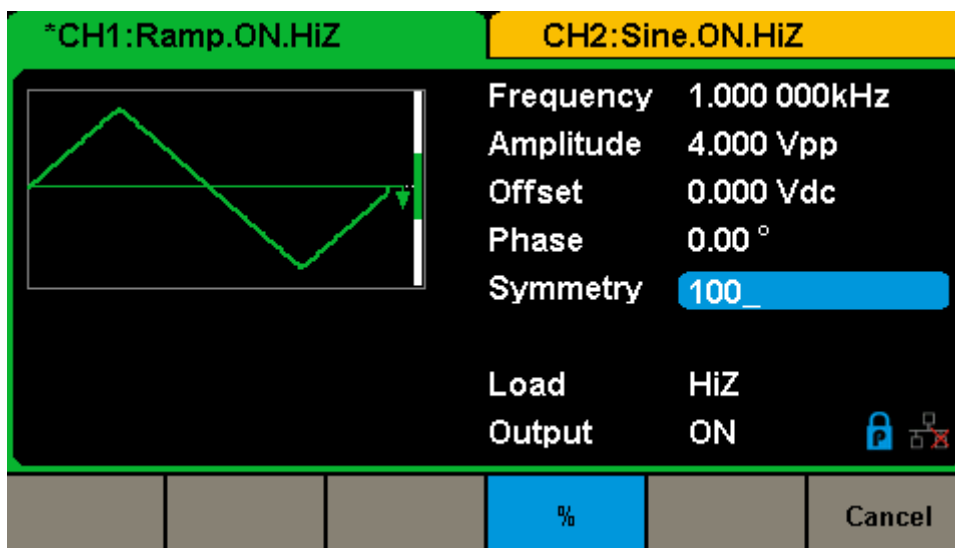 *CH1:Ramp.ON.HiZ
CH2:Sine.ON.HiZ
Frequency 1.000 000kHz
Amplitude 4.000 Vpp
Offset 0.000 Vdc
Phase 0.00 °
Symmetry 100_
Load HiZ
Output ON
P
% Cancel